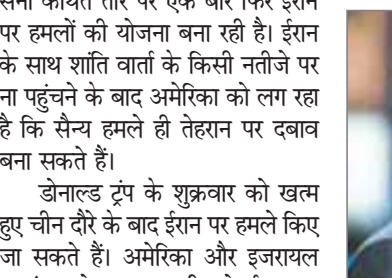 सेना कथित तौर पर एक बार फिर ईरान
पर हमलों की योजना बना रही है। ईरान
के साथ शांति वार्ता के किसी नतीजे पर
ना पहुंचने के बाद अमेरिका को लग रहा
है कि सैन्य हमले ही तेहरान पर दबाव
बना सकते हैं।
डोनाल्ड ट्रंप के शुक्रवार को खत्म
हुए चीन दौरे के बाद ईरान पर हमले किए
जा सकते हैं। अमेरिका और इजरायल